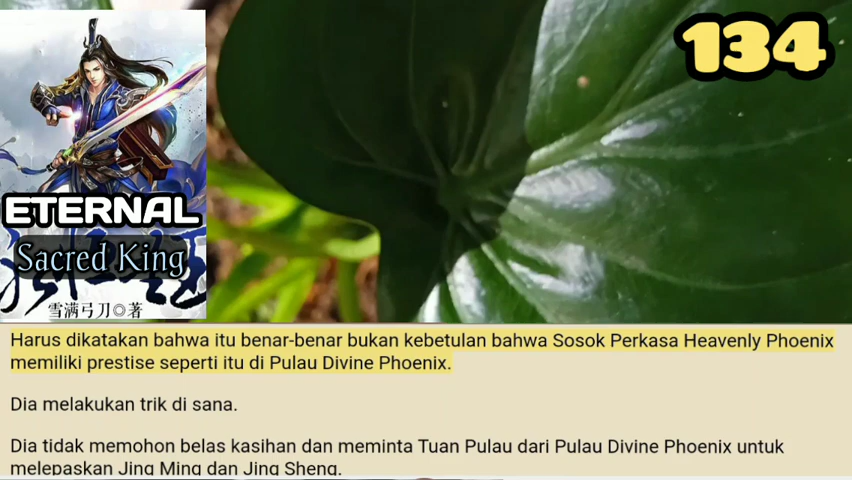 134
ETERNAL
Sacred King
雪满弓刀◎著
Harus dikatakan bahwa itu benar-benar bukan kebetulan bahwa Sosok Perkasa Heavenly Phoenix
memiliki prestise seperti itu di Pulau Divine Phoenix.
Dia melakukan trik di sana.
Dia tidak memohon belas kasihan dan meminta Tuan Pulau dari Pulau Divine Phoenix untuk
melepaskan Jing Ming dan Jing Sheng.